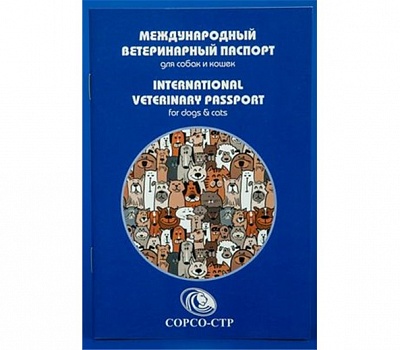 МЕЖДУНАРОДНЫЙ
ВЕТЕРИНАРНЫЙ ПАСПОРТ
для собак и кошек
INTERNATIONAL
VETERINARY PASSPORT
for dogs & cats
СОРСО-СТР